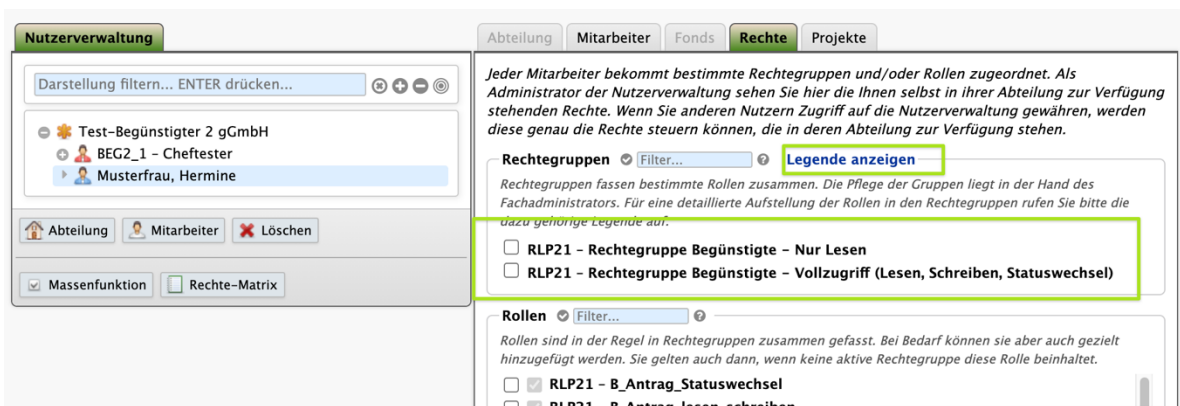 Nutzerverwaltung
Darstellung filtern... ENTER drücken...
Test-Begünstigter 2 gGmbH
BEG2_1 – Cheftester
Musterfrau, Hermine
Abteilung Mitarbeiter Löschen
Massenfunktion Rechte-Matrix
Abteilung Mitarbeiter Fonds Rechte Projekte
Jeder Mitarbeiter bekommt bestimmte Rechtegruppen und/oder Rollen zugeordnet. Als
Administrator der Nutzerverwaltung sehen Sie hier die Ihnen selbst in ihrer Abteilung zur Verfügung
stehenden Rechte. Wenn Sie anderen Nutzern Zugriff auf die Nutzerverwaltung gewähren, werden
diese genau die Rechte steuern können, die in deren Abteilung zur Verfügung stehen.
Rechtegruppen Filter... Legende anzeigen
Rechtegruppen fassen bestimmte Rollen zusammen. Die Pflege der Gruppen liegt in der Hand des
Fachadministrators. Für eine detaillierte Aufstellung der Rollen in den Rechtegruppen rufen Sie bitte die
dazu gehörige Legende auf.
RLP21 – Rechtegruppe Begünstigte – Nur Lesen
RLP21 – Rechtegruppe Begünstigte – Vollzugriff (Lesen, Schreiben, Statuswechsel)
Rollen Filter...
Rollen sind in der Regel in Rechtegruppen zusammen gefasst. Bei Bedarf können sie aber auch gezielt
hinzugefügt werden. Sie gelten auch dann, wenn keine aktive Rechtegruppe diese Rolle beinhaltet.
RLP21 – B_Antrag_Statuswechsel
RLP21 – B_Antrag_lesen_schreiben